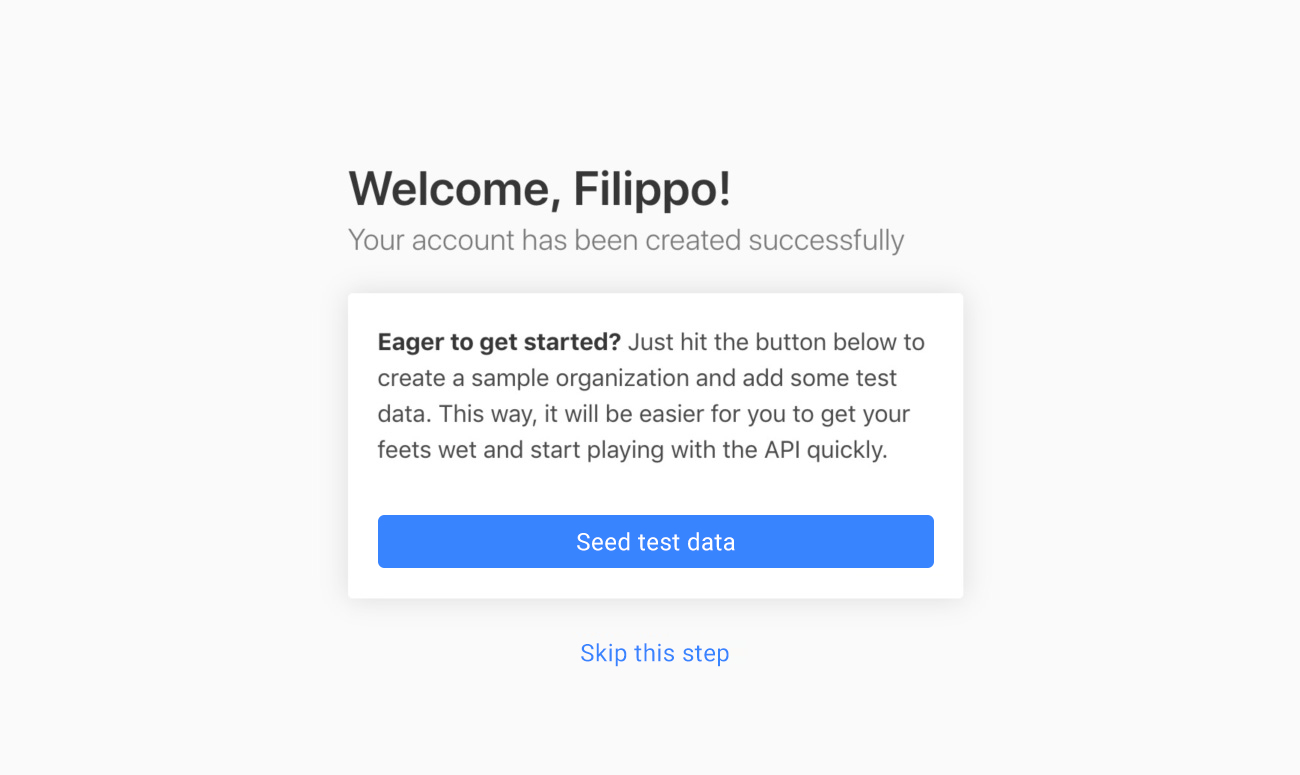 Welcome, Filippo!
Your account has been created successfully
Eager to get started? Just hit the button below to
create a sample organization and add some test
data. This way, it will be easier for you to get your
feets wet and start playing with the API quickly.
Seed test data
Skip this step